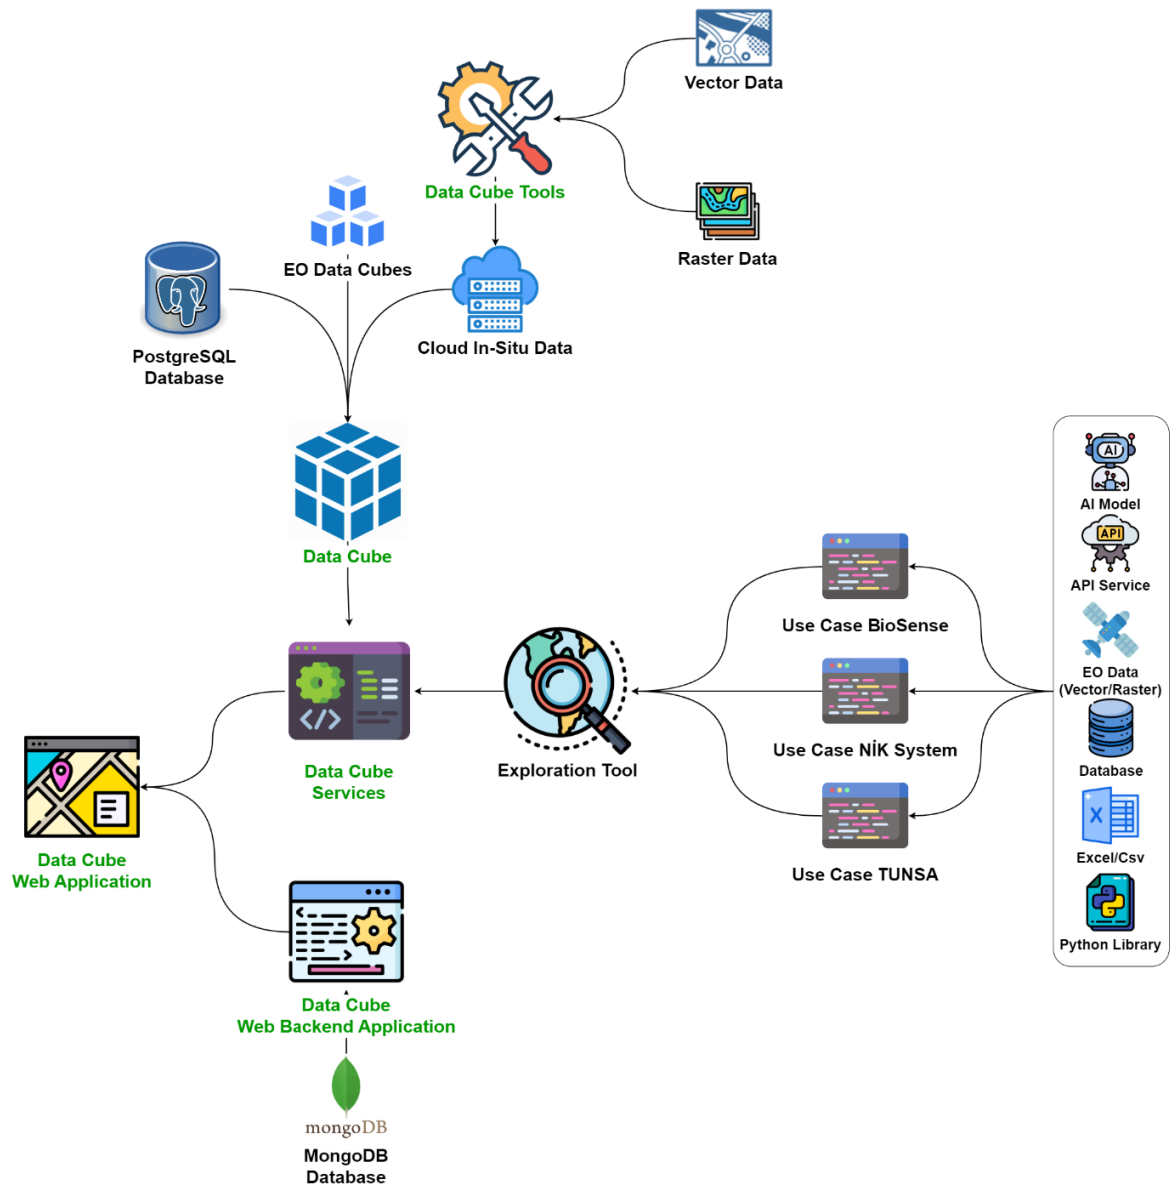 Vector Data
Data Cube Tools
Raster Data
EO Data Cubes
Cloud In-Situ Data
PostgreSQL
Database
Data Cube
AI
AI Model
API
API Service
EO Data
(Vector/Raster)
Database
X
Excel/Csv
Python Library
Use Case BioSense
Use Case NİK System
Use Case TUNSA
Exploration Tool
</>
Data Cube
Services
Data Cube
Web Application
Data Cube
Web Backend Application
mongoDB
MongoDB
Database